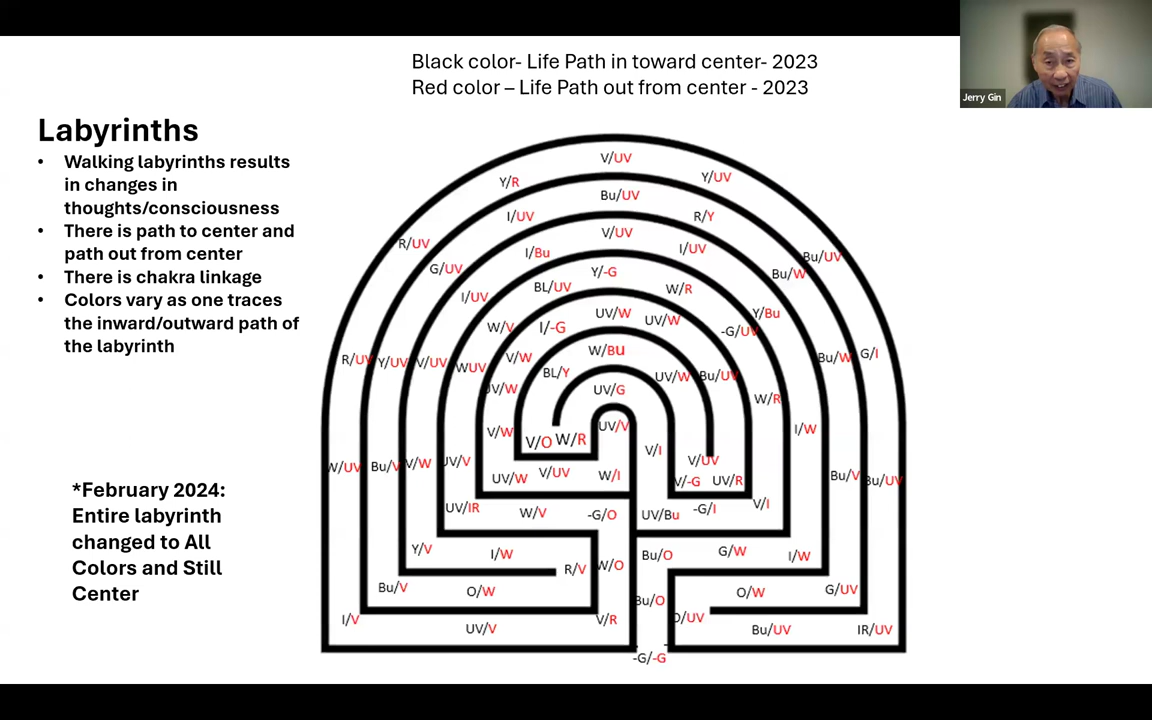 Black color- Life Path in toward center- 2023
Red color – Life Path out from center - 2023
Jerry Gin
Labyrinths
• Walking labyrinths results
in changes in
thoughts/consciousness
• There is path to center and
path out from center
• There is chakra linkage
• Colors vary as one traces
the inward/outward path of
the labyrinth
*February 2024:
Entire labyrinth
changed to All
Colors and Still
Center
V/UV
Y/R
Y/UV
Bu/UV
I/UV
R/Y
V/UV
R/UV
I/Bu
I/UV
Bu/UV
G/UV
Y/-G
Bu/W
BL/UV
W/R
I/UV
UV/W
UV/W
Y/Bu
W/V
I/-G
-G/UV
W/Bu
R/UV
Y/UV
V/UV
WUV
V/W
BL/Y
UV/W
Bu/UV
Bu/W
G/I
UV/W
UV/G
W/R
V/W
V/O
W/R
UV/V
V/I
I/W
W/UV
Bu/V
V/W
UV/V
UV/W
V/UV
W/I
V/UV
V/-G
UV/R
Bu/V
Bu/UV
UV/IR
W/V
-G/O
UV/Bu
-G/I
V/I
Y/V
I/W
R/V
W/O
Bu/O
G/W
I/W
Bu/V
O/W
Bu/O
O/W
G/UV
I/V
UV/V
V/R
O/UV
Bu/UV
IR/UV
-G/-G